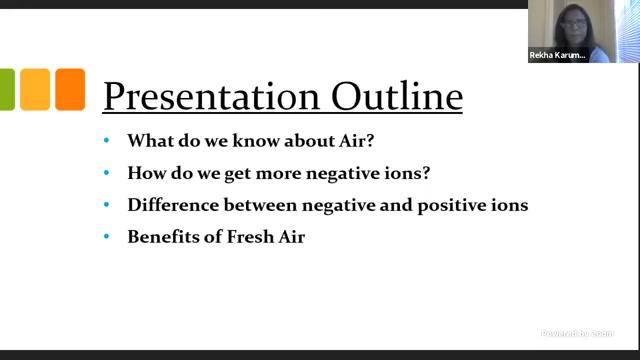 Rekha Karum...
Presentation Outline
• What do we know about Air?
• How do we get more negative ions?
• Difference between negative and positive ions
• Benefits of Fresh Air
Powered by Zoom